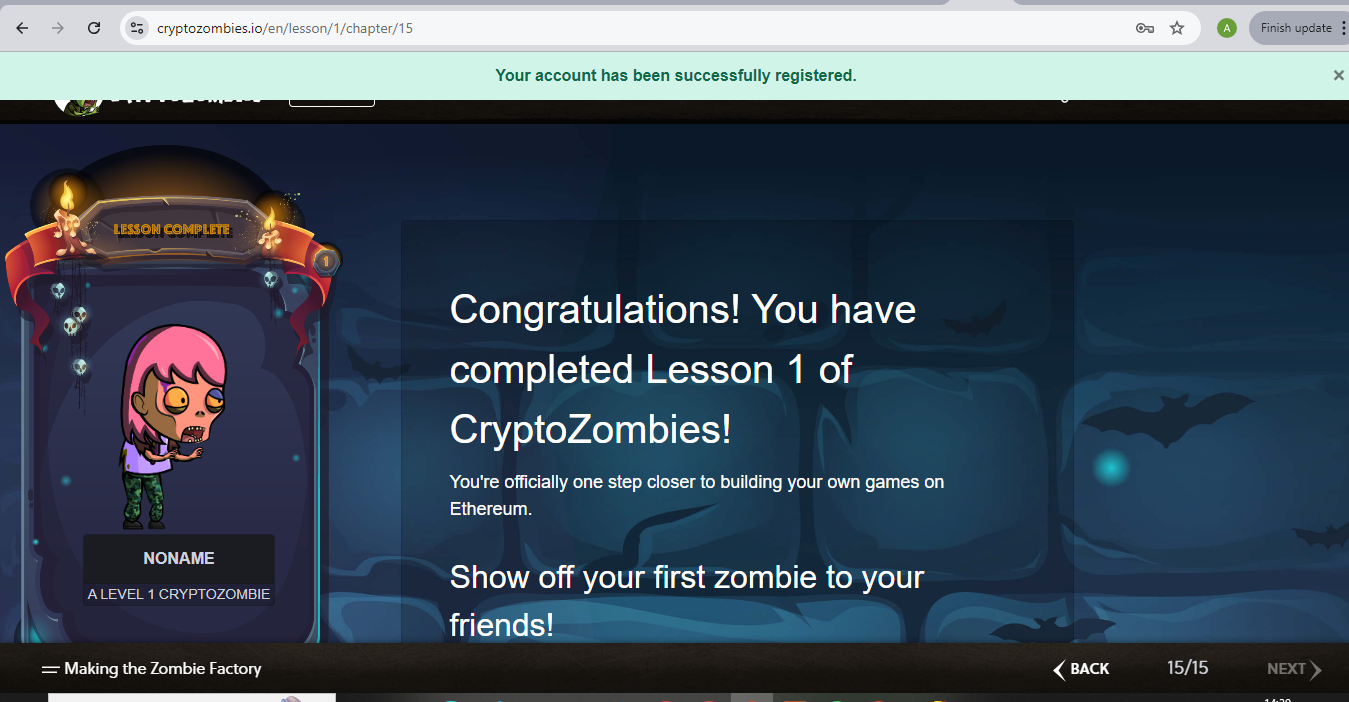 cryptozombies.io/en/lesson/1/chapter/15
A
Finish update
Your account has been successfully registered.
LESSON COMPLETE
1
Congratulations! You have
completed Lesson 1 of
CryptoZombies!
You're officially one step closer to building your own games on
Ethereum.
Show off your first zombie to your
friends!
NONAME
A LEVEL 1 CRYPTOZOMBIE
Making the Zombie Factory
BACK
15/15
NEXT